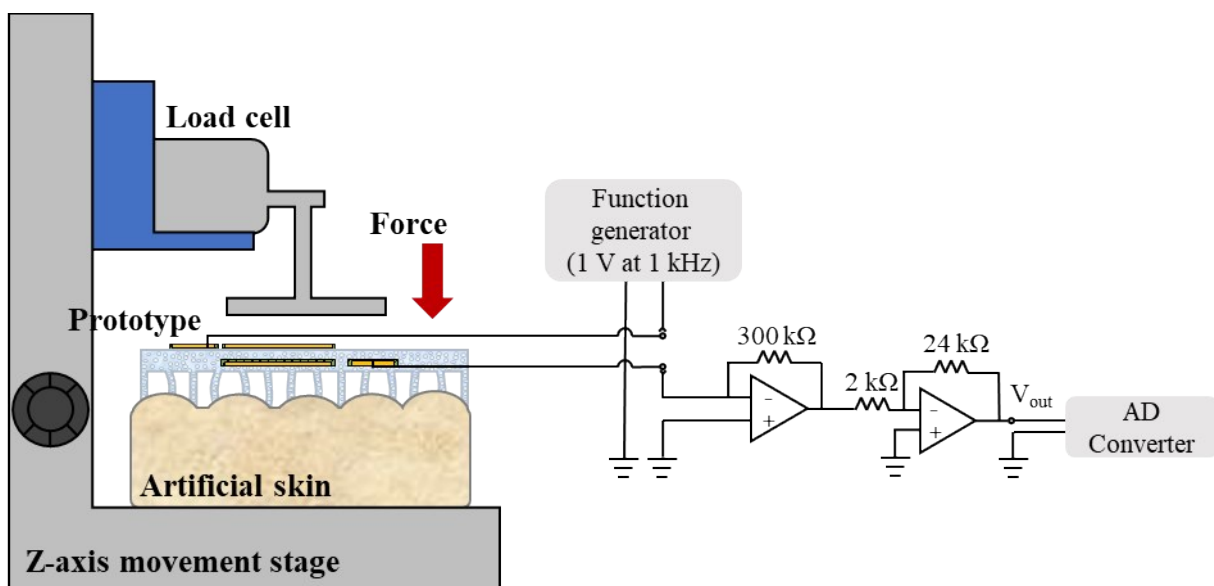 Load cell
Force
Function
generator
(1 V at 1 kHz)
Prototype
300 kΩ
24 kΩ
2 kΩ
-
+
-
+
Vout
AD
Converter
Artificial skin
Z-axis movement stage